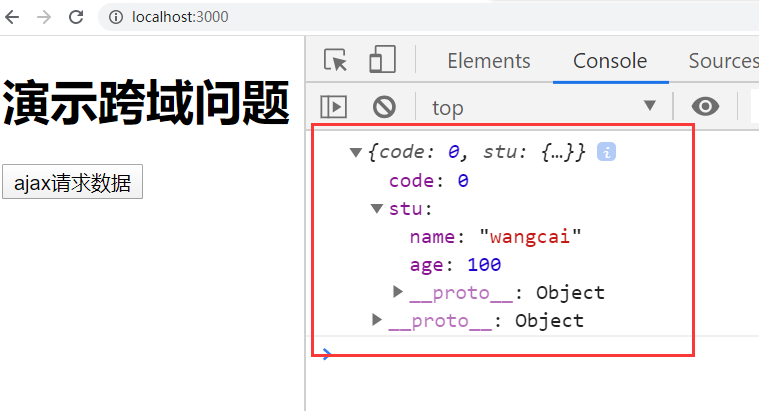 localhost:3000
演示跨域问题
ajax请求数据
Elements Console Sources
top
{code: 0, stu: {…}} i
code: 0
stu:
name: "wangcai"
age: 100
__proto__: Object
__proto__: Object